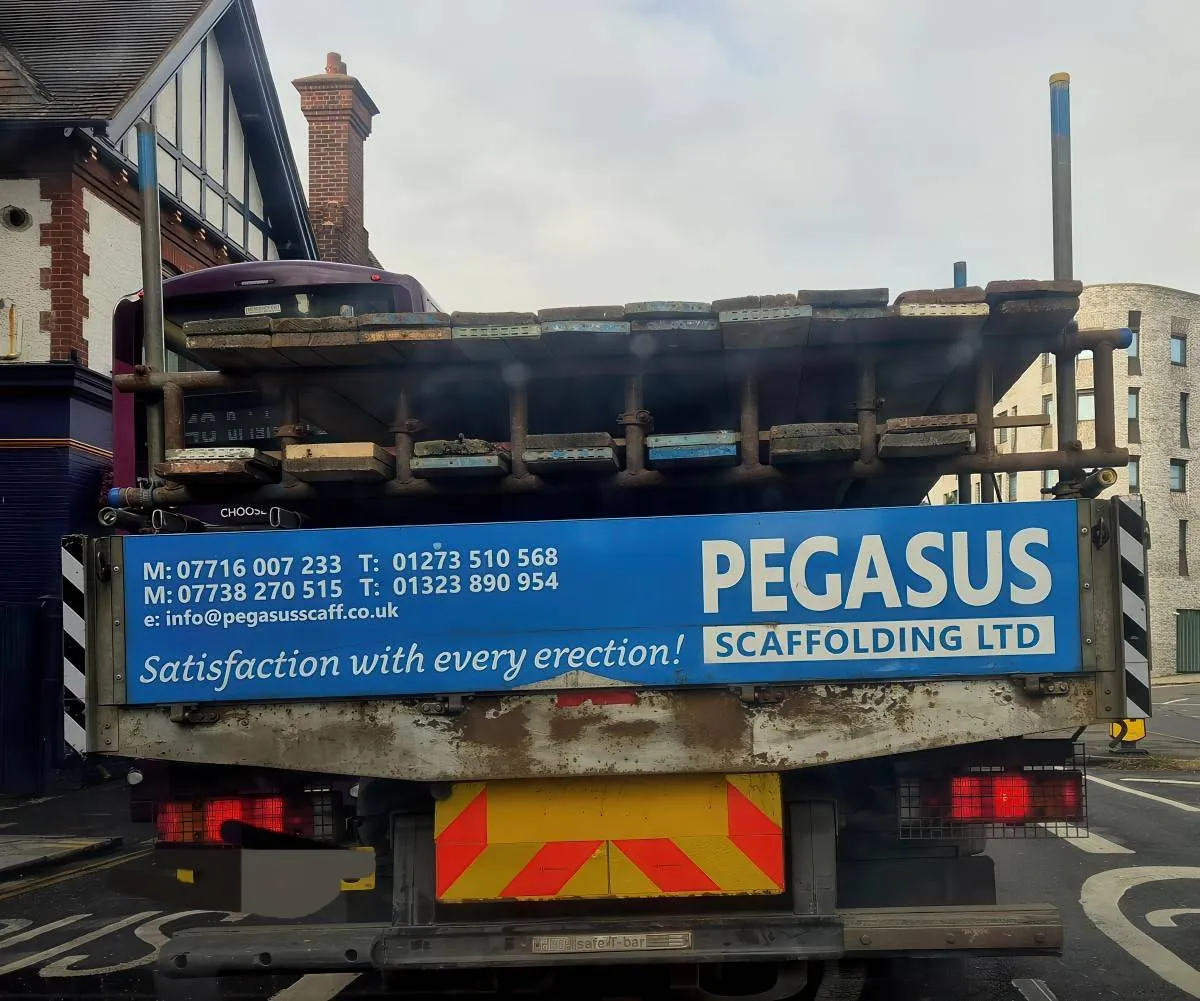 CHOOSE
M: 07716 007 233 T: 01273 510 568
M: 07738 270 515 T: 01323 890 954
e: info@pegasusscaff.co.uk
Satisfaction with every erection!
PEGASUS
SCAFFOLDING LTD
safe T-bar